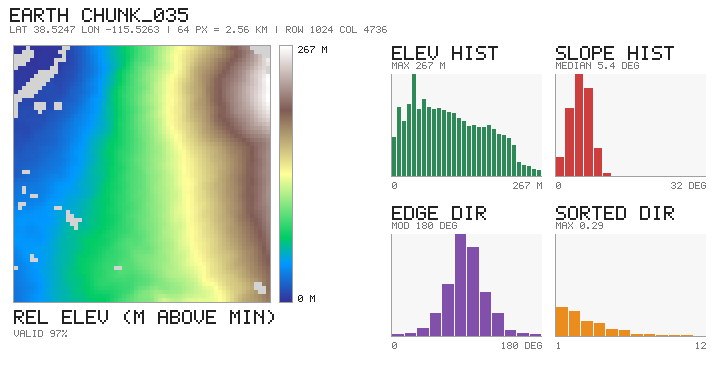 EARTH CHUNK_035
LAT 38.5247 LON -115.5263 | 64 PX = 2.56 KM | ROW 1024 COL 4736
267 M
0 M
REL ELEV (M ABOVE MIN)
VALID 97%
ELEV HIST
MAX 267 M
0 267 M
SLOPE HIST
MEDIAN 5.4 DEG
0 32 DEG
EDGE DIR
MOD 180 DEG
0 180 DEG
SORTED DIR
MAX 0.29
1 12